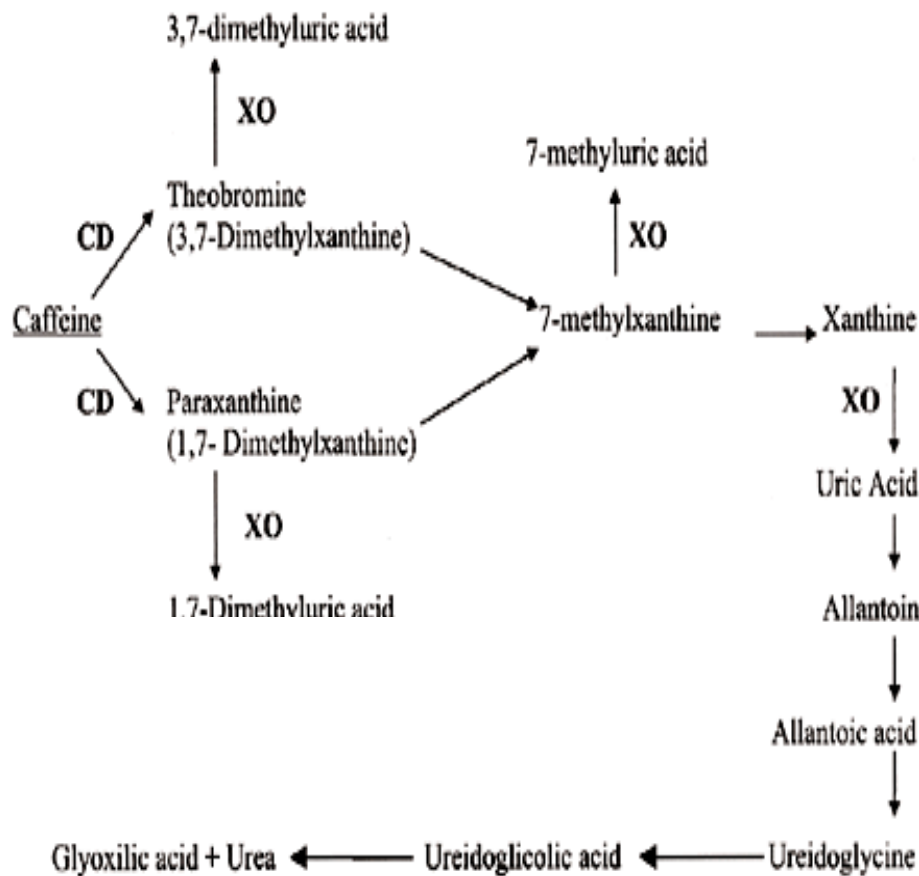 3,7-dimethyluric acid
XO
7-methyluric acid
Theobromine
(3,7-Dimethylxanthine)
CD
XO
Caffeine
7-methylxanthine
Xanthine
CD
Paraxanthine
(1,7- Dimethylxanthine)
XO
Uric Acid
XO
1,7-Dimethyluric acid
Allantoin
Allantoic acid
Glyoxilic acid + Urea
Ureidoglicolic acid
Ureidoglycine